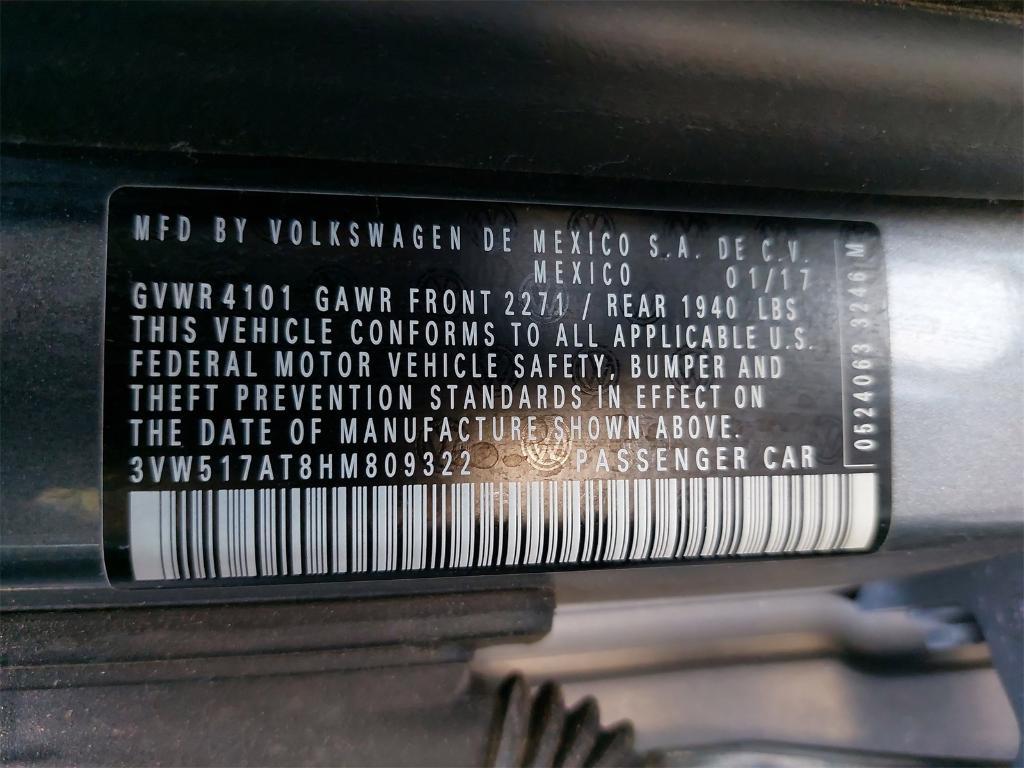 MFD BY VOLKSWAGEN DE MEXICO S.A. DE C.V.
MEXICO 01/17
GVWR 4101 GAWR FRONT 2271 / REAR 1940 LBS
THIS VEHICLE CONFORMS TO ALL APPLICABLE U.S.
FEDERAL MOTOR VEHICLE SAFETY, BUMPER AND
THEFT PREVENTION STANDARDS IN EFFECT ON
THE DATE OF MANUFACTURE SHOWN ABOVE.
3VW517AT8HM809322 PASSENGER CAR
0524063 3246 M